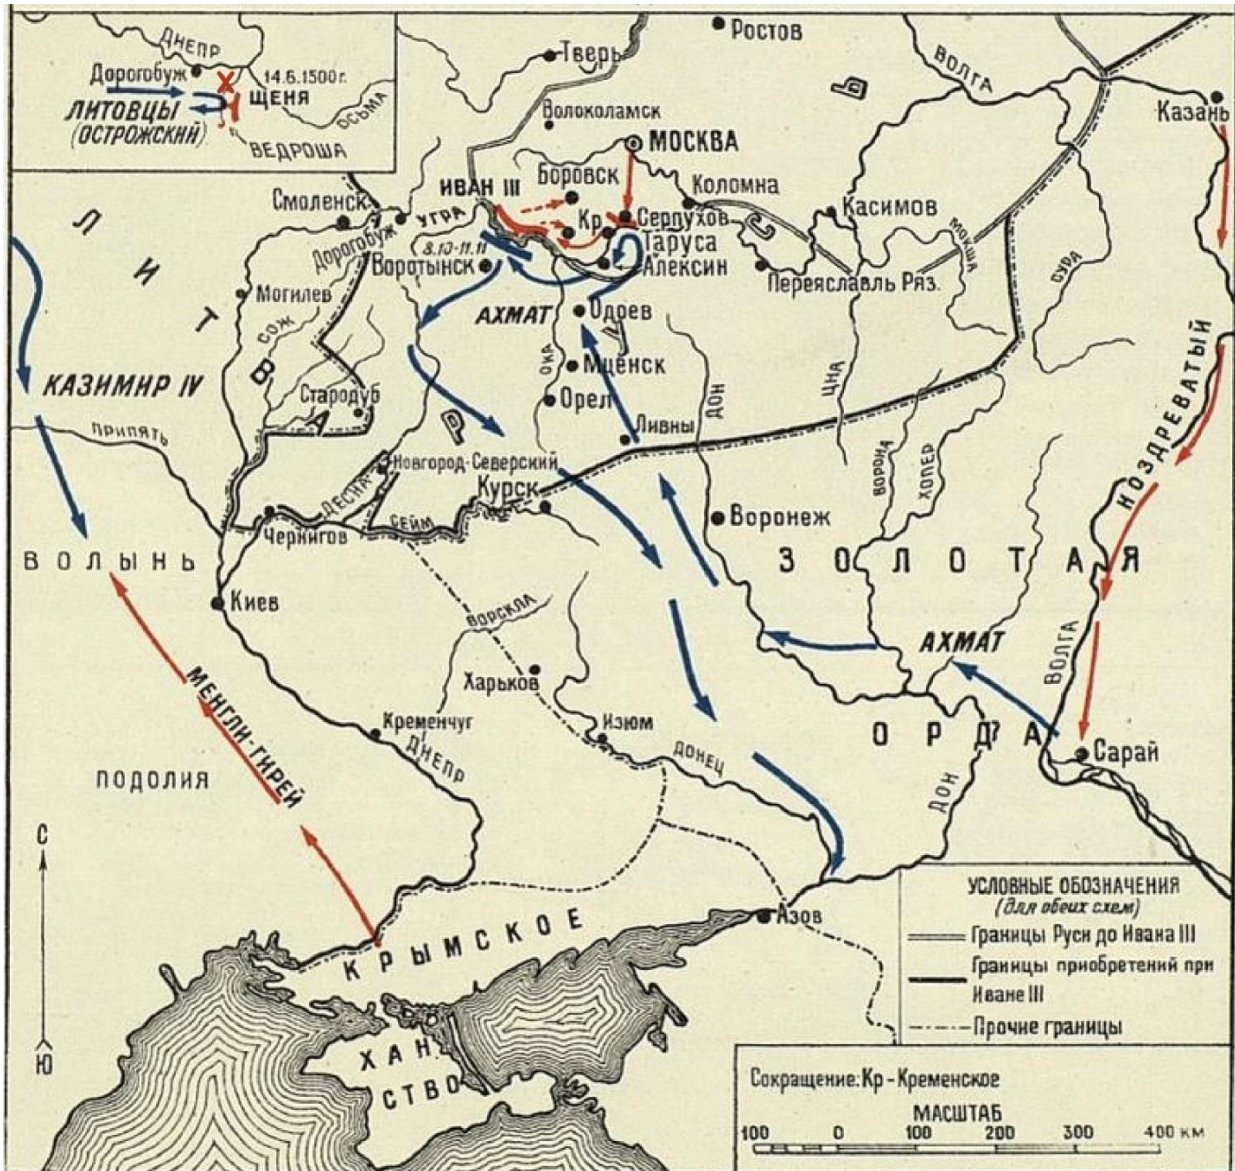 ДНЕПР
Дорогобуж
14.6.1500 г.
ЩЕНЯ
ЛИТОВЦЫ
(ОСТРОЖСКИЙ)
ОСЬМА
ВЕДРОША
Тверь
Ростов
ВОЛГА
Казань
Волоколамск
МОСКВА
ИВАН III
Боровск
Коломна
Смоленск
УГРА
Кр
Серпухов
Касимов
Дорогобуж
8.10-11.11
Таруса
МОКША
СУРА
Воротынск
Алексин
Переяславль Ряз.
Могилев
СОЖ
АХМАТ
Одоев
ЛИТВА
РУСЬ
КАЗИМИР IV
ОКА
Мценск
ДОН
ЦНА
НОЗДРЕВАТЫЙ
Стародуб
Орел
ПРИПЯТЬ
Ливны
ВОРОНА
ХОПЕР
Новгород-Северский
ДЕСНА
СЕЙМ
Курск
Чернигов
Воронеж
ВОЛЫНЬ
ЗОЛОТАЯ
Киев
ВОРСКЛА
АХМАТ
ВОЛГА
Харьков
МЕНГЛИ-ГИРЕЙ
Кременчуг
ДНЕПР
Изюм
ДОНЕЦ
ОРДА
Сарай
ПОДОЛИЯ
ДОН
С
Ю
Азов
КРЫМСКОЕ
ХАН
СТВО
УСЛОВНЫЕ ОБОЗНАЧЕНИЯ
(для обеих схем)
Границы Руси до Ивана III
Границы приобретений при
Иване III
Прочие границы
Сокращение: Кр - Кременское
МАСШТАБ
100 0 100 200 300 400 км